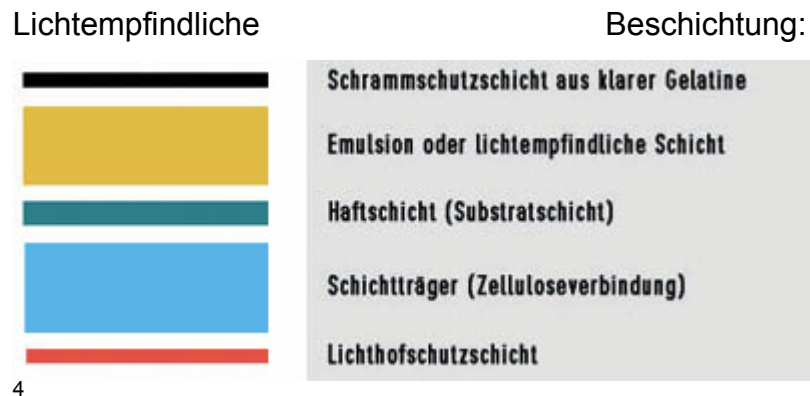 Lichtempfindliche Beschichtung:
Schrammschutzschicht aus klarer Gelatine
Emulsion oder lichtempfindliche Schicht
Haftschicht (Substratschicht)
Schichtträger (Zelluloseverbindung)
Lichthofschutzschicht
4